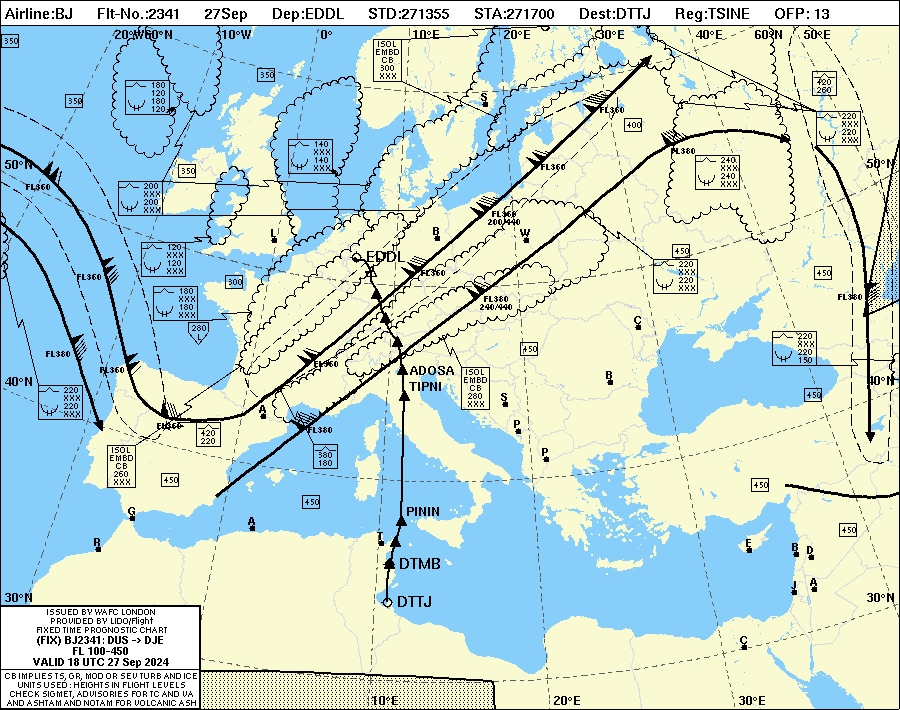 Airline:BJ Flt-No.:2341 27Sep Dep:EDDL STD:271355 STA:271700 Dest:DTTJ Reg:TSINE OFP: 13
20°W 60°N 10°W 0° 10°E 20°E 30°E 40°E 60°N 50°E
350
ISOL
EMBD
CB
300
XXX
350
350
180
120
180
120
420
260
S
FL360
400
220
XXX
220
XXX
140
XXX
140
XXX
FL380
50°N
350
FL360
50°N
240
XXX
240
XXX
FL360
200
XXX
200
XXX
FL360
200/440
L
B
W
120
XXX
120
XXX
EDDL
450
FL360
300
FL360
220
XXX
220
XXX
450
180
XXX
180
XXX
FL380
240/440
FL380
280
L
C
FL380
450
220
XXX
220
150
FL360
FL360
ADOSA
TIPNI
ISOL
EMBD
CB
280
XXX
B
40°N
40°N
220
XXX
220
XXX
450
S
A
FL360
420
220
FL380
P
ISOL
EMBD
CB
260
XXX
380
180
P
450
450
450
G
A
PININ
450
R
T
E
B
D
DTMB
J
A
30°N
DTTJ
30°N
ISSUED BY WAFC LONDON
PROVIDED BY LIDO/Flight
FIXED TIME PROGNOSTIC CHART
(FIX) BJ2341: DUS -> DJE
FL 100-450
VALID 18 UTC 27 Sep 2024
CB IMPLIES TS, GR, MOD OR SEV TURB AND ICE
UNITS USED : HEIGHTS IN FLIGHT LEVELS
CHECK SIGMET, ADVISORIES FOR TC AND VA
AND ASHTAM AND NOTAM FOR VOLCANIC ASH
C
10°E 20°E 30°E